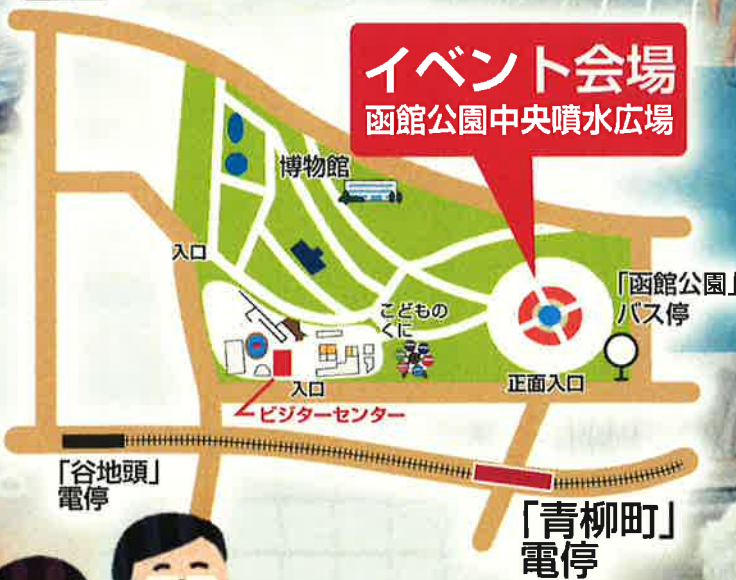 イベント会場
函館公園中央噴水広場
博物館
入口
「函館公園」
バス停
こどもの
くに
正面入口
入口
ビジターセンター
「谷地頭」
電停
「青柳町」
電停